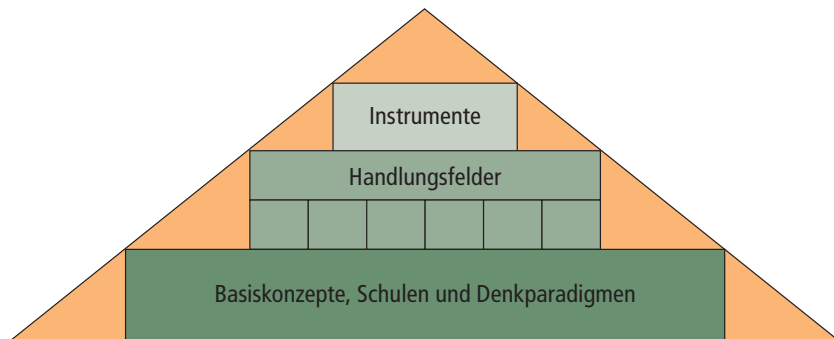 Instrumente
Handlungsfelder
Basiskonzepte, Schulen und Denkparadigmen